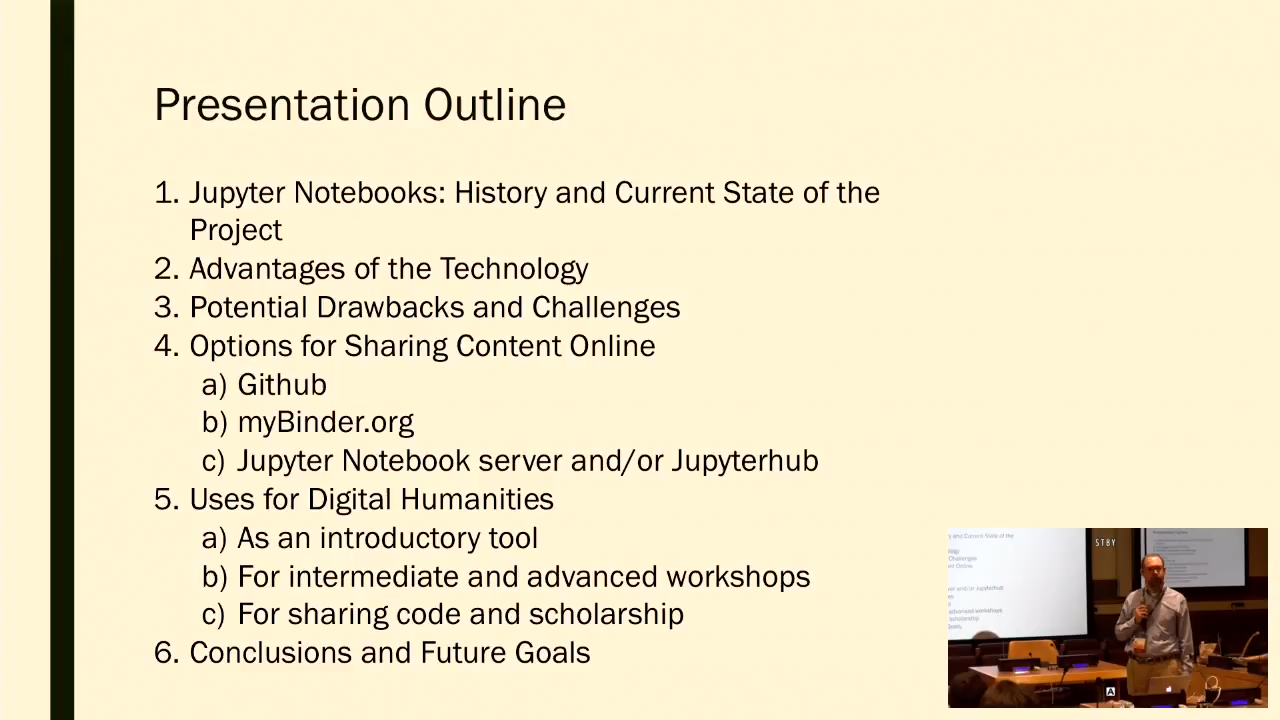 Presentation Outline
1. Jupyter Notebooks: History and Current State of the
Project
2. Advantages of the Technology
3. Potential Drawbacks and Challenges
4. Options for Sharing Content Online
a) Github
b) myBinder.org
c) Jupyter Notebook server and/or Jupyterhub
5. Uses for Digital Humanities
a) As an introductory tool
b) For intermediate and advanced workshops
c) For sharing code and scholarship
6. Conclusions and Future Goals
STBY
A